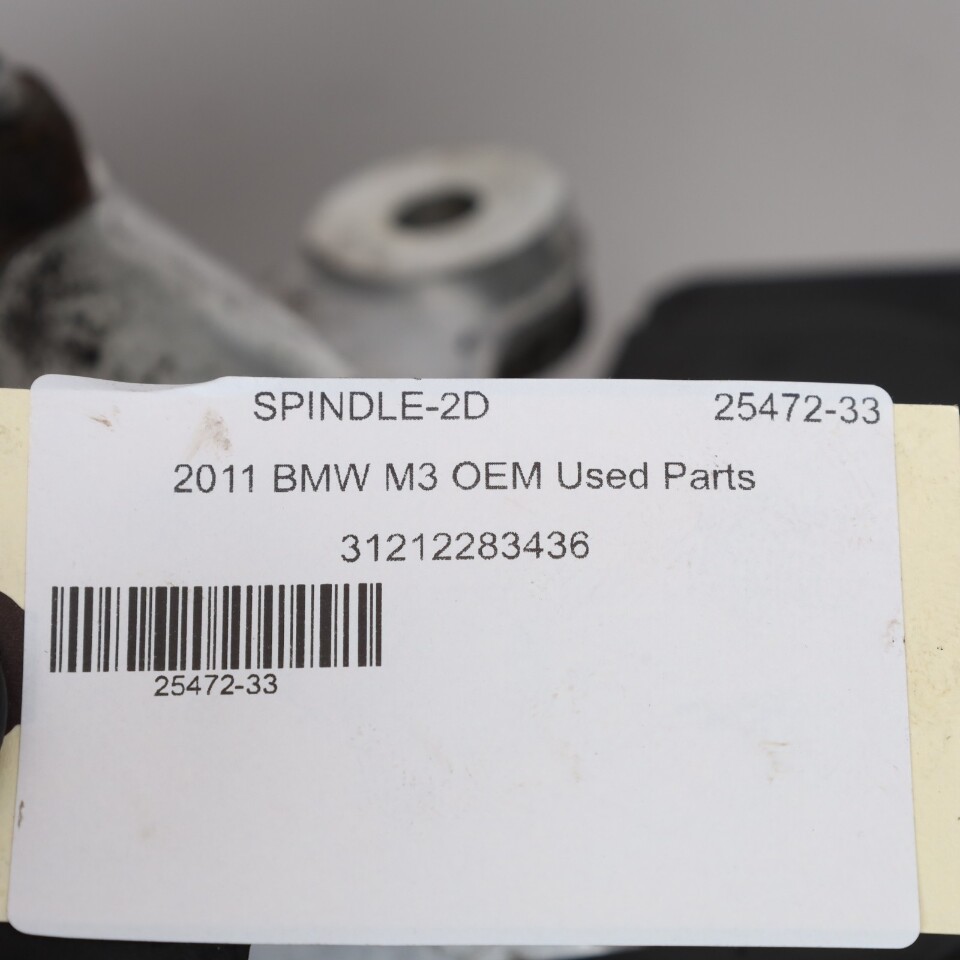 SPINDLE-2D 25472-33
2011 BMW M3 OEM Used Parts
31212283436
25472-33